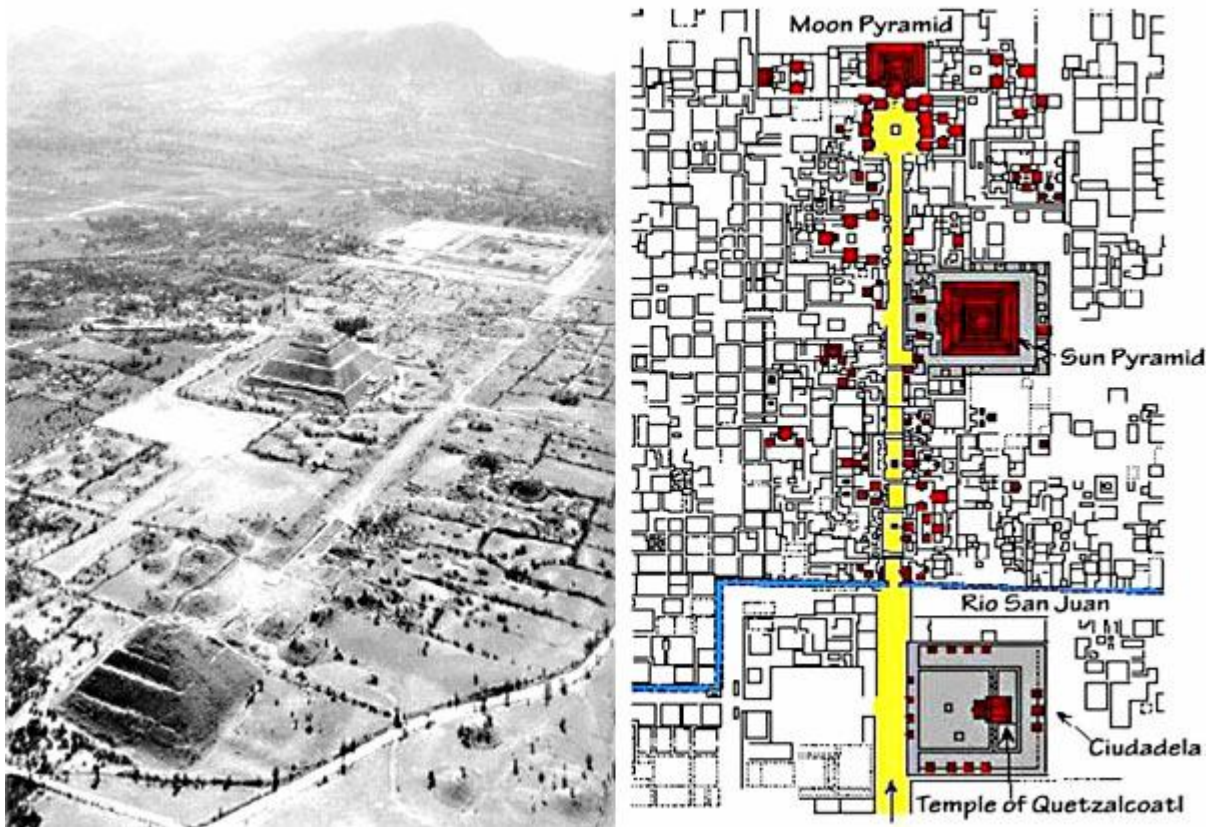 Moon Pyramid
Sun Pyramid
Rio San Juan
Ciudadela
Temple of Quetzalcoatl